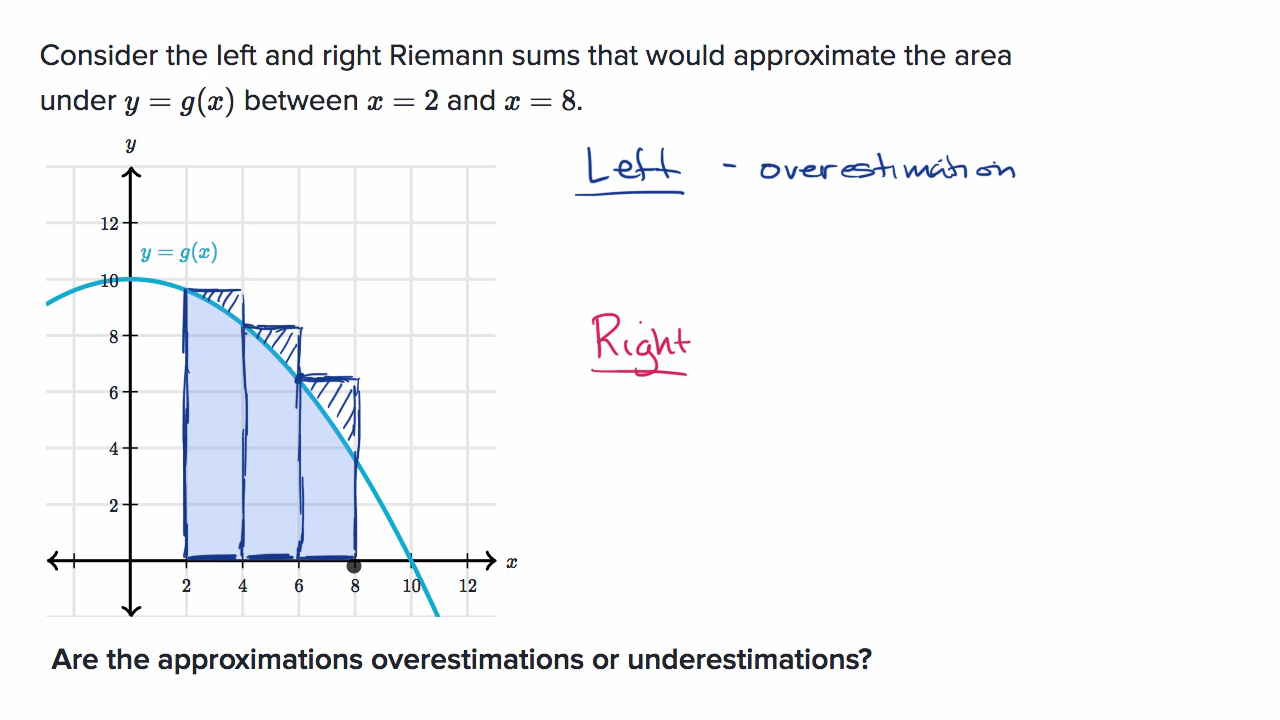 Consider the left and right Riemann sums that would approximate the area
under y = g(x) between x = 2 and x = 8.
y
Left - overestimation
12
y = g(x)
10
8
Right
6
4
2
x
2 4 6 8 10 12
Are the approximations overestimations or underestimations?